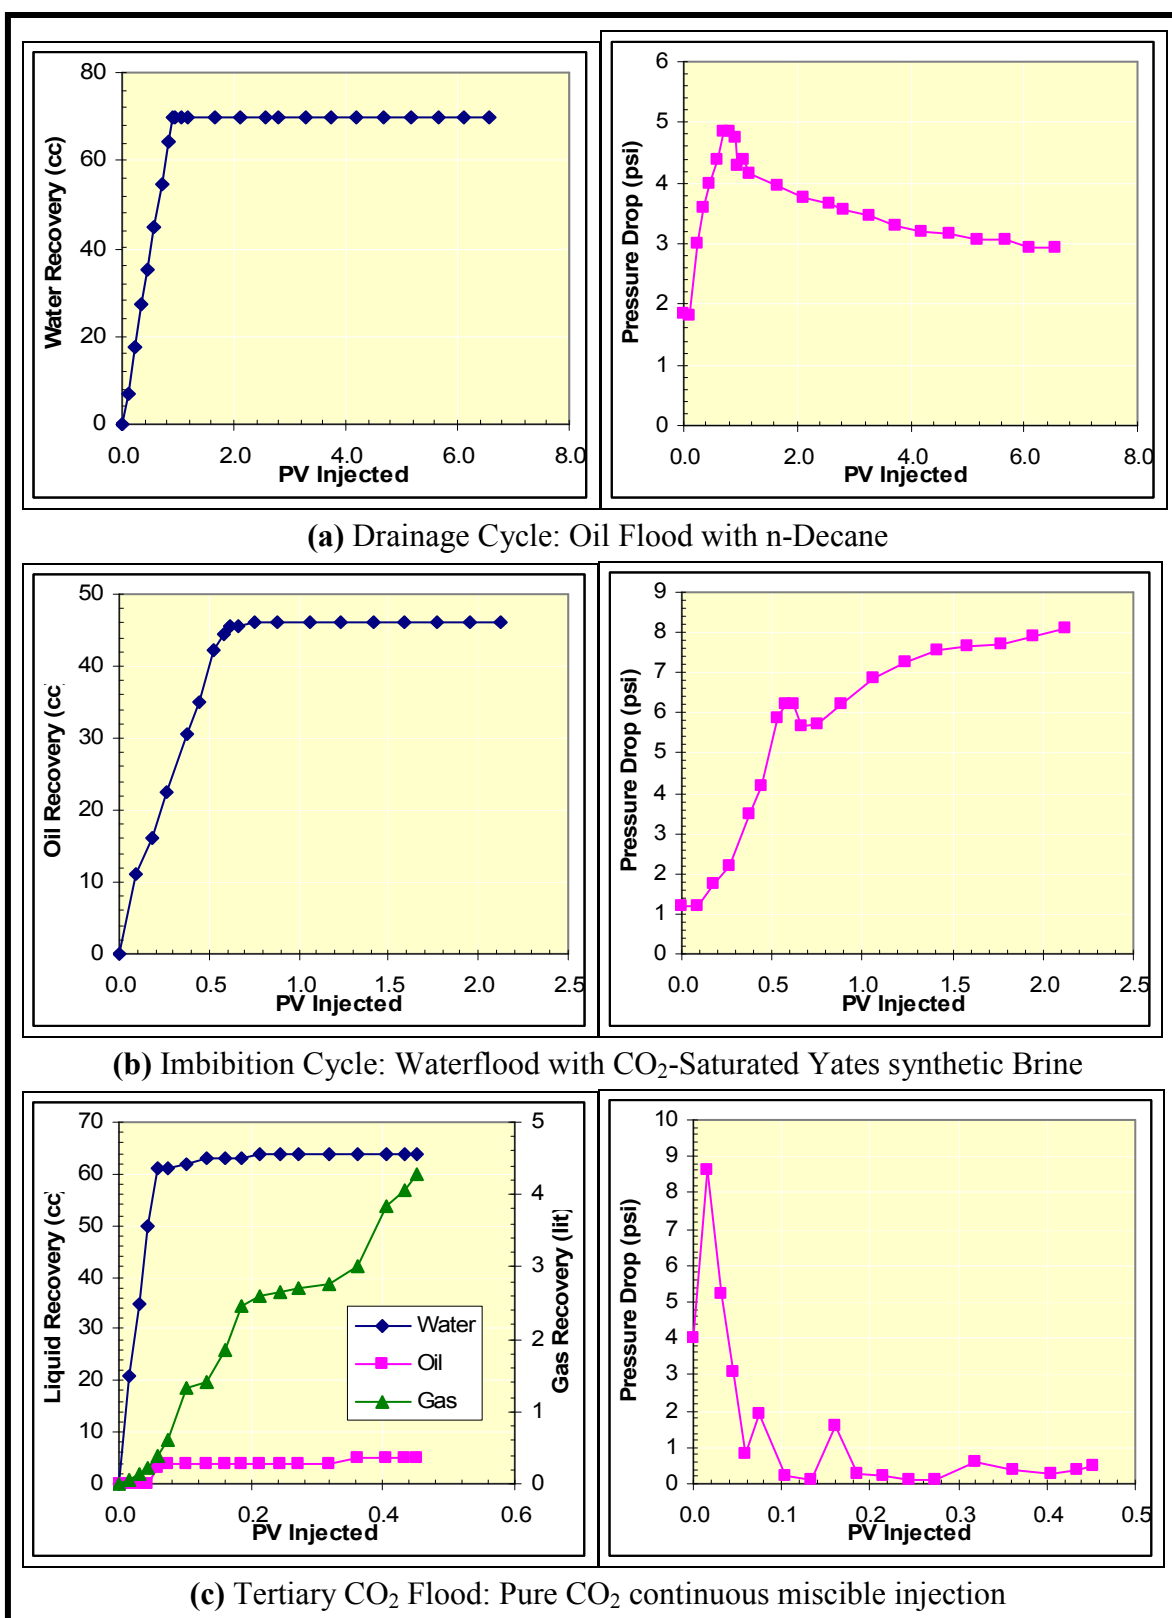 80
60
40
20
0
0.0 2.0 4.0 6.0 8.0
Water Recovery (cc)
PV Injected
6
5
4
3
2
1
0
0.0 2.0 4.0 6.0 8.0
Pressure Drop (psi)
PV Injected
(a) Drainage Cycle: Oil Flood with n-Decane
50
40
30
20
10
0
0.0 0.5 1.0 1.5 2.0 2.5
Oil Recovery (cc)
PV Injected
9
8
7
6
5
4
3
2
1
0
0.0 0.5 1.0 1.5 2.0 2.5
Pressure Drop (psi)
PV Injected
(b) Imbibition Cycle: Waterflood with CO₂-Saturated Yates synthetic Brine
70
60
50
40
30
20
10
0
0.0 0.2 0.4 0.6
Liquid Recovery (cc)
PV Injected
5
4
3
2
1
0
Gas Recovery (lit)
Water
Oil
Gas
10
9
8
7
6
5
4
3
2
1
0
0.0 0.1 0.2 0.3 0.4 0.5
Pressure Drop (psi)
PV Injected
(c) Tertiary CO₂ Flood: Pure CO₂ continuous miscible injection